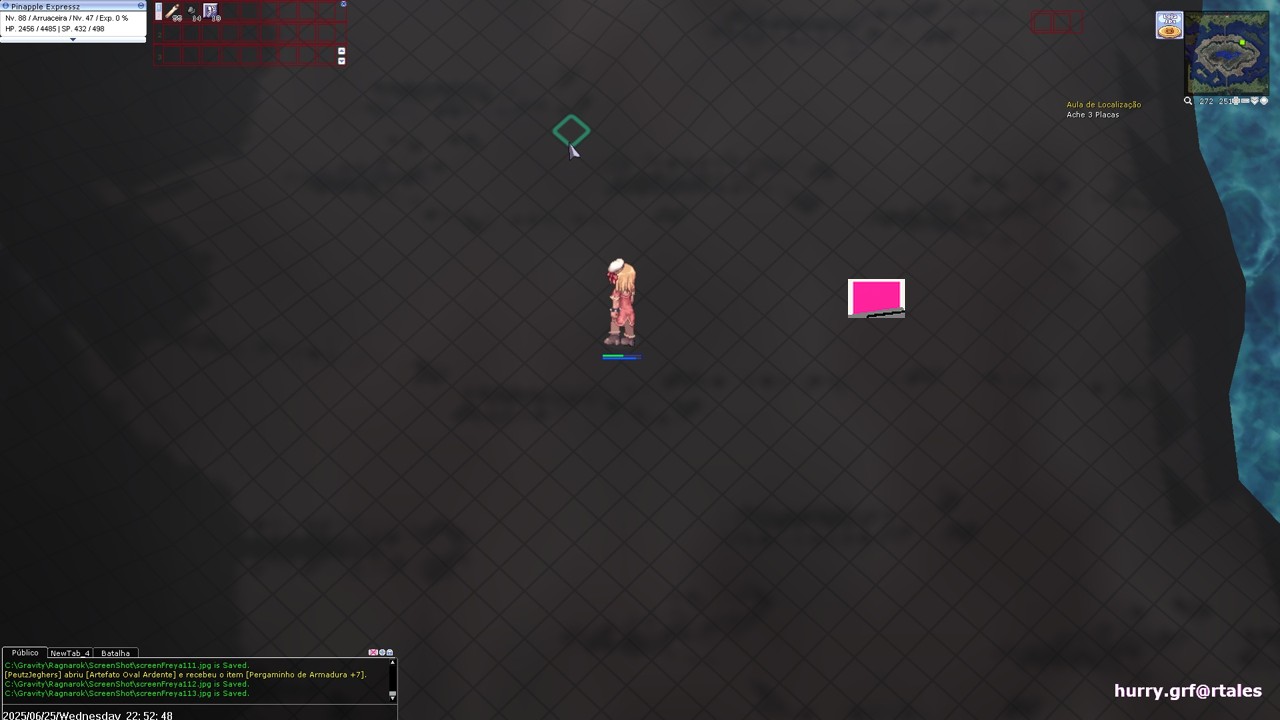 Pinapple Expressz
Nv. 88 / Arruaceira / Nv. 47 / Exp. 0 %
HP. 2456 / 4485 | SP. 432 / 498
272 251
Aula de Localização
Ache 3 Placas
Público
NewTab_4
Batalha
C:\Gravity\Ragnarok\ScreenShot\screenFreya111.jpg is Saved.
[PeutzJeghers] abriu [Artefato Oval Ardente] e recebeu o item [Pergaminho de Armadura +7].
C:\Gravity\Ragnarok\ScreenShot\screenFreya112.jpg is Saved.
C:\Gravity\Ragnarok\ScreenShot\screenFreya113.jpg is Saved.
2025/06/25/Wednesday 22: 52: 48
hurry.grf@rtales